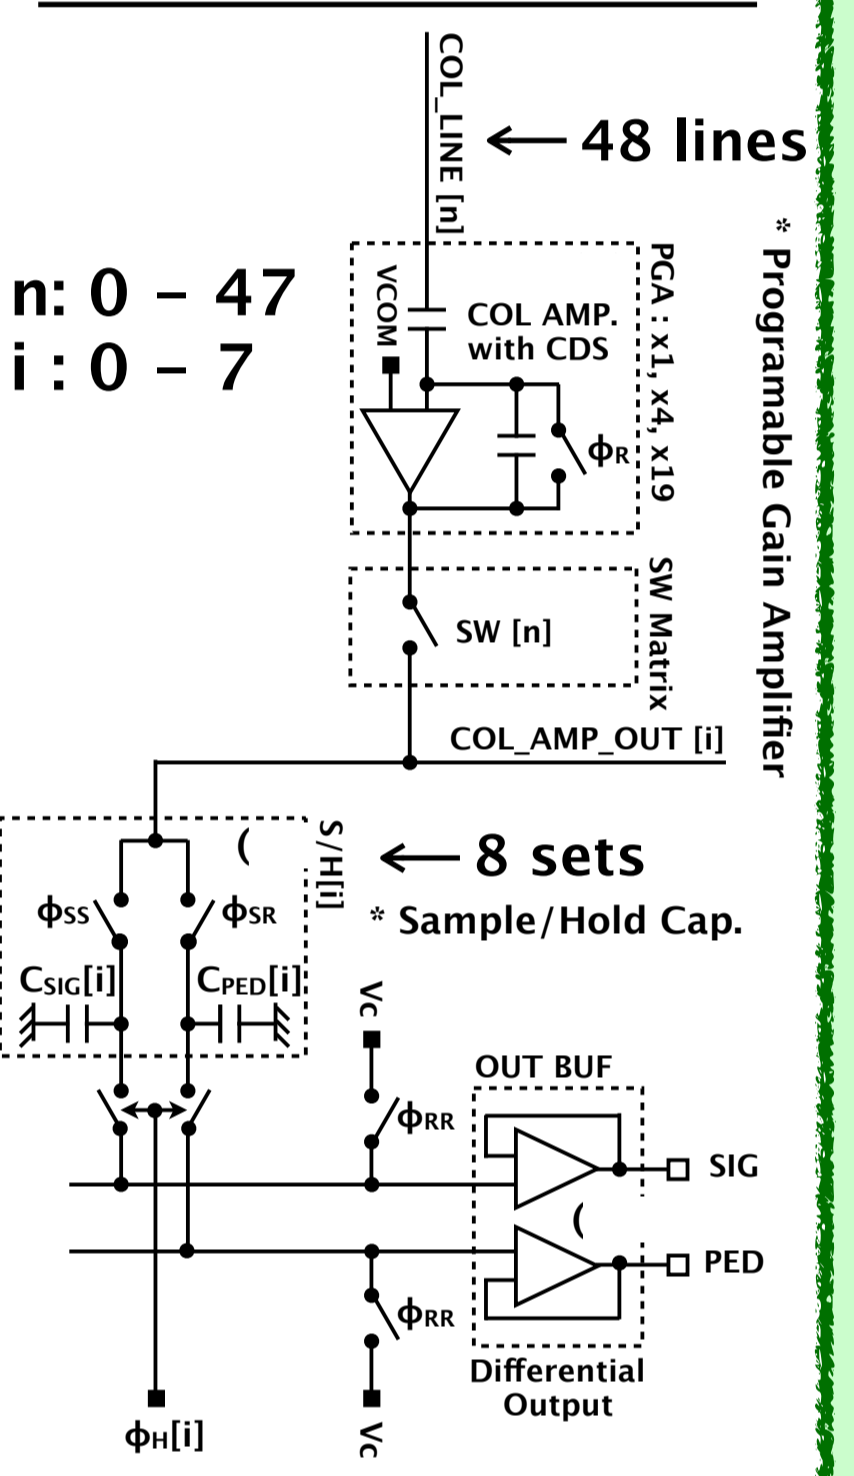 COL_LINE [n]
← 48 lines
* Programable Gain Amplifier
n: 0 – 47
i : 0 – 7
PGA : x1, x4, x19
VCOM
COL AMP.
with CDS
ϕR
SW Matrix
SW [n]
COL_AMP_OUT [i]
S/H[i]
(
← 8 sets
* Sample/Hold Cap.
ϕSS
ϕSR
CSIG[i]
CPED[i]
Vc
OUT BUF
ϕRR
SIG
(
PED
ϕRR
Differential
Output
ϕH[i]
Vc